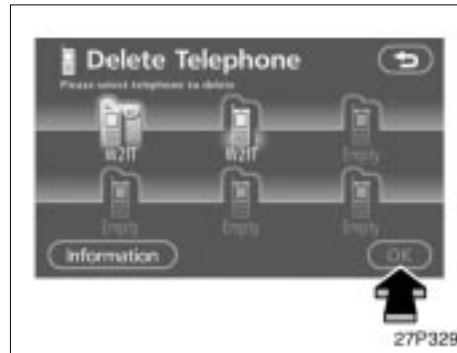 Delete Telephone
Please select telephone to delete
W21T W21T Empty
Empty Empty Empty
Information OK
27P329